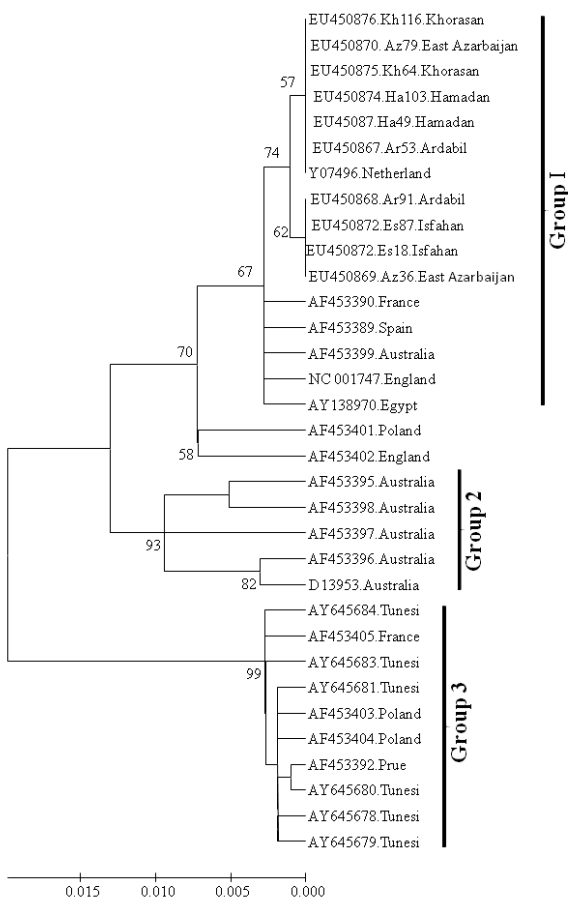 EU450876.Kh116.Khorasan
EU450870. Az79.East Azarbaijan
EU450875.Kh64.Khorasan
EU450874.Ha103.Hamadan
EU45087.Ha49.Hamadan
EU450867.Ar53.Ardabil
Y07496.Netherland
EU450868.Ar91.Ardabil
EU450872.Es87.Isfahan
EU450872.Es18.Isfahan
EU450869.Az36.East Azarbaijan
AF453390.France
AF453389.Spain
AF453399.Australia
NC 001747.England
AY138970.Egypt
AF453401.Poland
AF453402.England
AF453395.Australia
AF453398.Australia
AF453397.Australia
AF453396.Australia
D13953.Australia
AY645684.Tunesi
AF453405.France
AY645683.Tunesi
AY645681.Tunesi
AF453403.Poland
AF453404.Poland
AF453392.Prue
AY645680.Tunesi
AY645678.Tunesi
AY645679.Tunesi
57
74
62
67
70
58
93
82
99
Group I
Group 2
Group 3
0.015 0.010 0.005 0.000